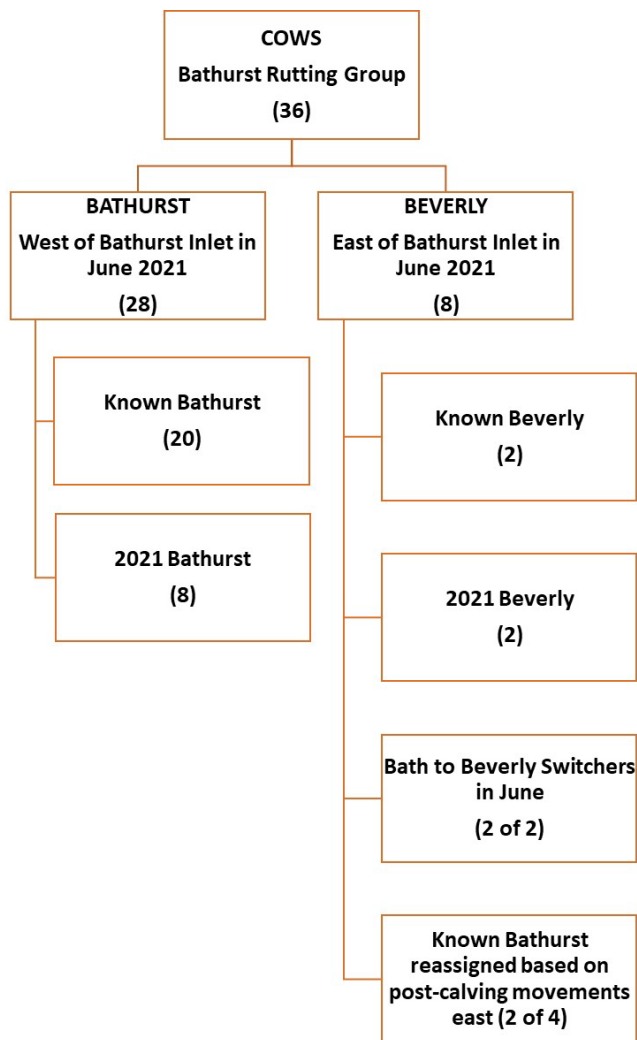 COWS
Bathurst Rutting Group
(36)
BATHURST
West of Bathurst Inlet in
June 2021
(28)
BEVERLY
East of Bathurst Inlet in
June 2021
(8)
Known Bathurst
(20)
2021 Bathurst
(8)
Known Beverly
(2)
2021 Beverly
(2)
Bath to Beverly Switchers
in June
(2 of 2)
Known Bathurst
reassigned based on
post-calving movements
east (2 of 4)